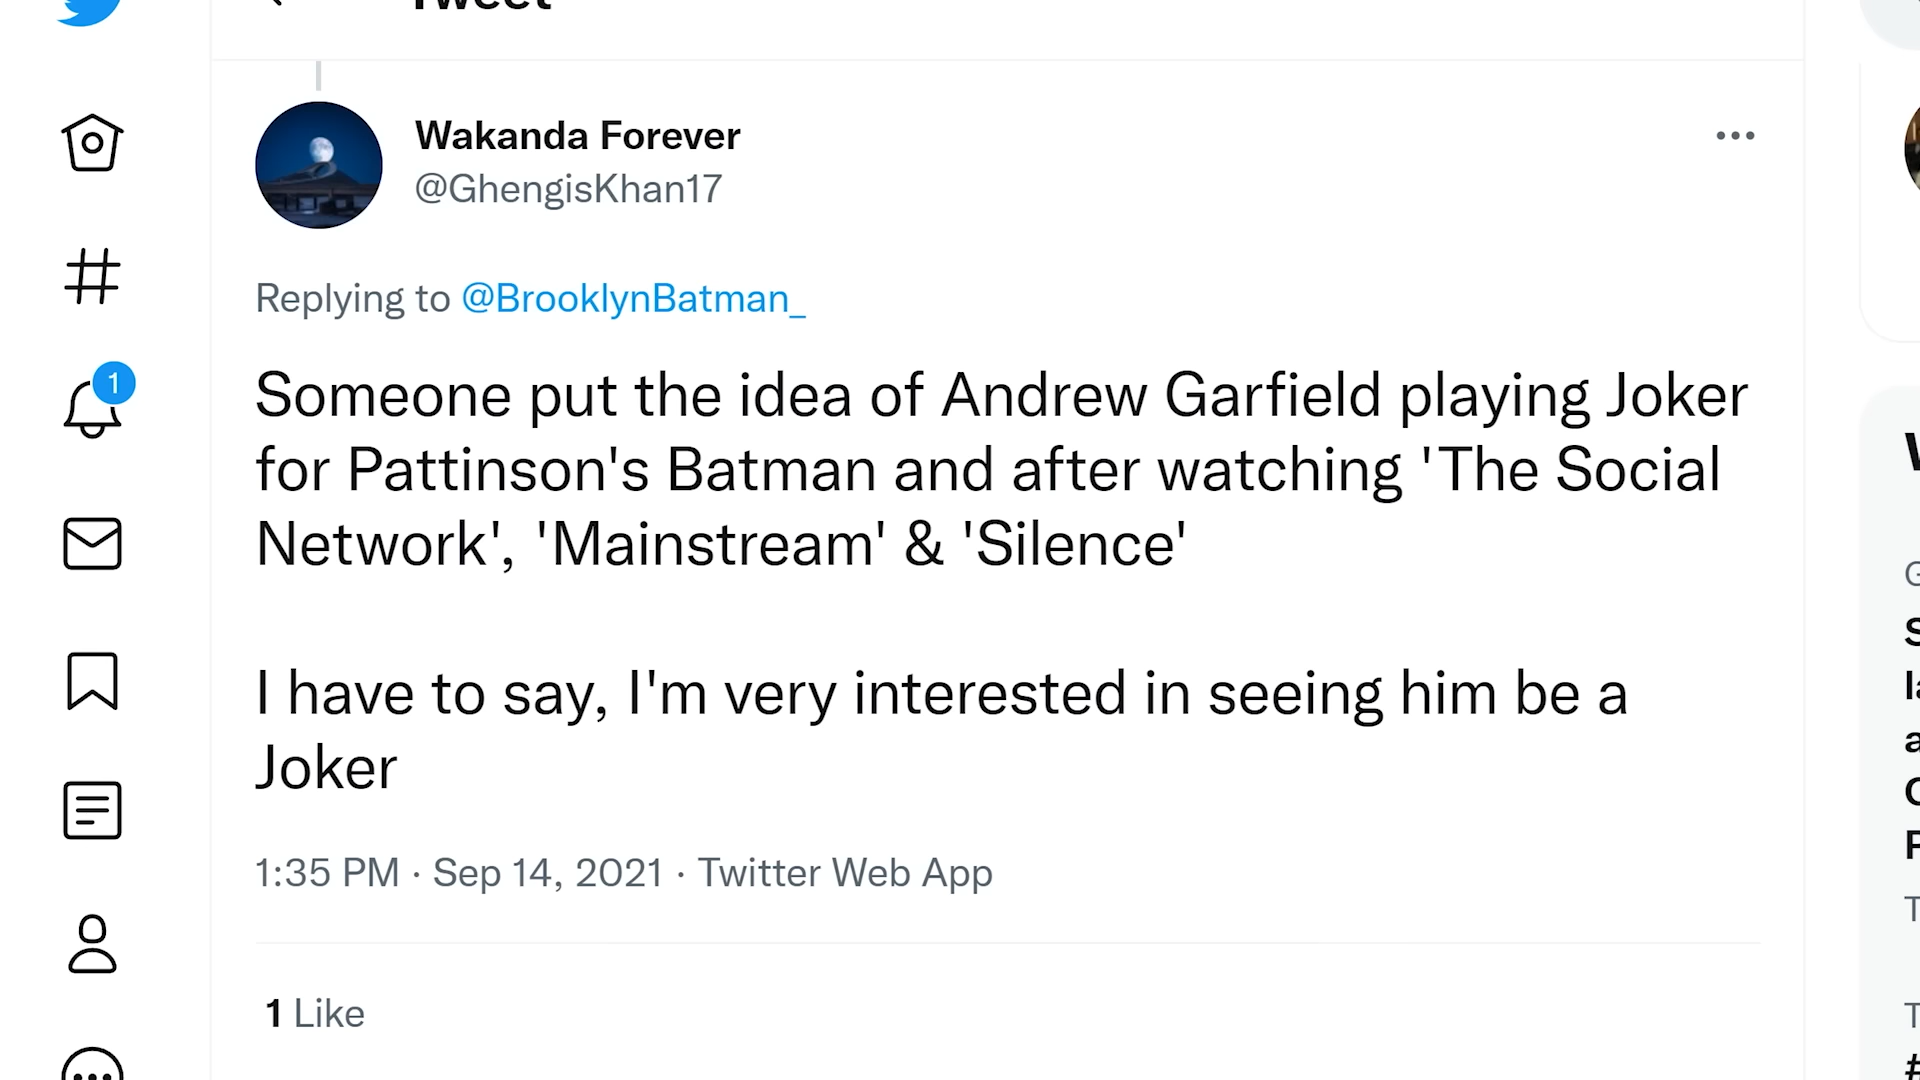 Tweet
Wakanda Forever
@GhengisKhan17
Replying to @BrooklynBatman_
Someone put the idea of Andrew Garfield playing Joker
for Pattinson's Batman and after watching 'The Social
Network', 'Mainstream' & 'Silence'
I have to say, I'm very interested in seeing him be a
Joker
1:35 PM · Sep 14, 2021 · Twitter Web App
1 Like
1